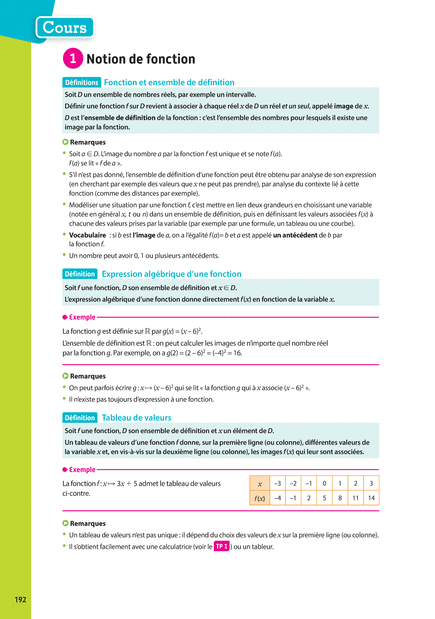 Cours
1 Notion de fonction
Définitions Fonction et ensemble de définition
Soit D un ensemble de nombres réels, par exemple un intervalle.
Définir une fonction f sur D revient à associer à chaque réel x de D un réel et un seul, appelé image de x.
D est l'ensemble de définition de la fonction : c'est l'ensemble des nombres pour lesquels il existe une
image par la fonction.
Remarques
• Soit a ∈ D. L'image du nombre a par la fonction f est unique et se note f(a).
f(a) se lit « f de a ».
• S'il n'est pas donné, l'ensemble de définition d'une fonction peut être obtenu par analyse de son expression
(en cherchant par exemple des valeurs que x ne peut pas prendre), par analyse du contexte lié à cette
fonction (comme des distances par exemple).
• Modéliser une situation par une fonction f, c'est mettre en lien deux grandeurs en choisissant une variable
(notée en général x, t ou n) dans un ensemble de définition, puis en définissant les valeurs associées f(x) à
chacune des valeurs prises par la variable (par exemple par une formule, un tableau ou une courbe).
• Vocabulaire : si b est l'image de a, on a l'égalité f(a)= b et a est appelé un antécédent de b par
la fonction f.
• Un nombre peut avoir 0, 1 ou plusieurs antécédents.
Définition Expression algébrique d'une fonction
Soit f une fonction, D son ensemble de définition et x ∈ D.
L'expression algébrique d'une fonction donne directement f(x) en fonction de la variable x.
Exemple
La fonction g est définie sur ℝ par g(x) = (x – 6)².
L'ensemble de définition est ℝ : on peut calculer les images de n'importe quel nombre réel
par la fonction g. Par exemple, on a g(2) = (2 – 6)² = (–4)² = 16.
Remarques
• On peut parfois écrire g : x ↦ (x – 6)² qui se lit « la fonction g qui à x associe (x – 6)² ».
• Il n'existe pas toujours d'expression à une fonction.
Définition Tableau de valeurs
Soit f une fonction, D son ensemble de définition et x un élément de D.
Un tableau de valeurs d'une fonction f donne, sur la première ligne (ou colonne), différentes valeurs de
la variable x et, en vis-à-vis sur la deuxième ligne (ou colonne), les images f(x) qui leur sont associées.
Exemple
La fonction f : x ↦ 3x + 5 admet le tableau de valeurs
ci-contre.
x –3 –2 –1 0 1 2 3
f(x) –4 –1 2 5 8 11 14
Remarques
• Un tableau de valeurs n'est pas unique : il dépend du choix des valeurs de x sur la première ligne (ou colonne).
• Il s'obtient facilement avec une calculatrice (voir le TP 1 ) ou un tableur.
192